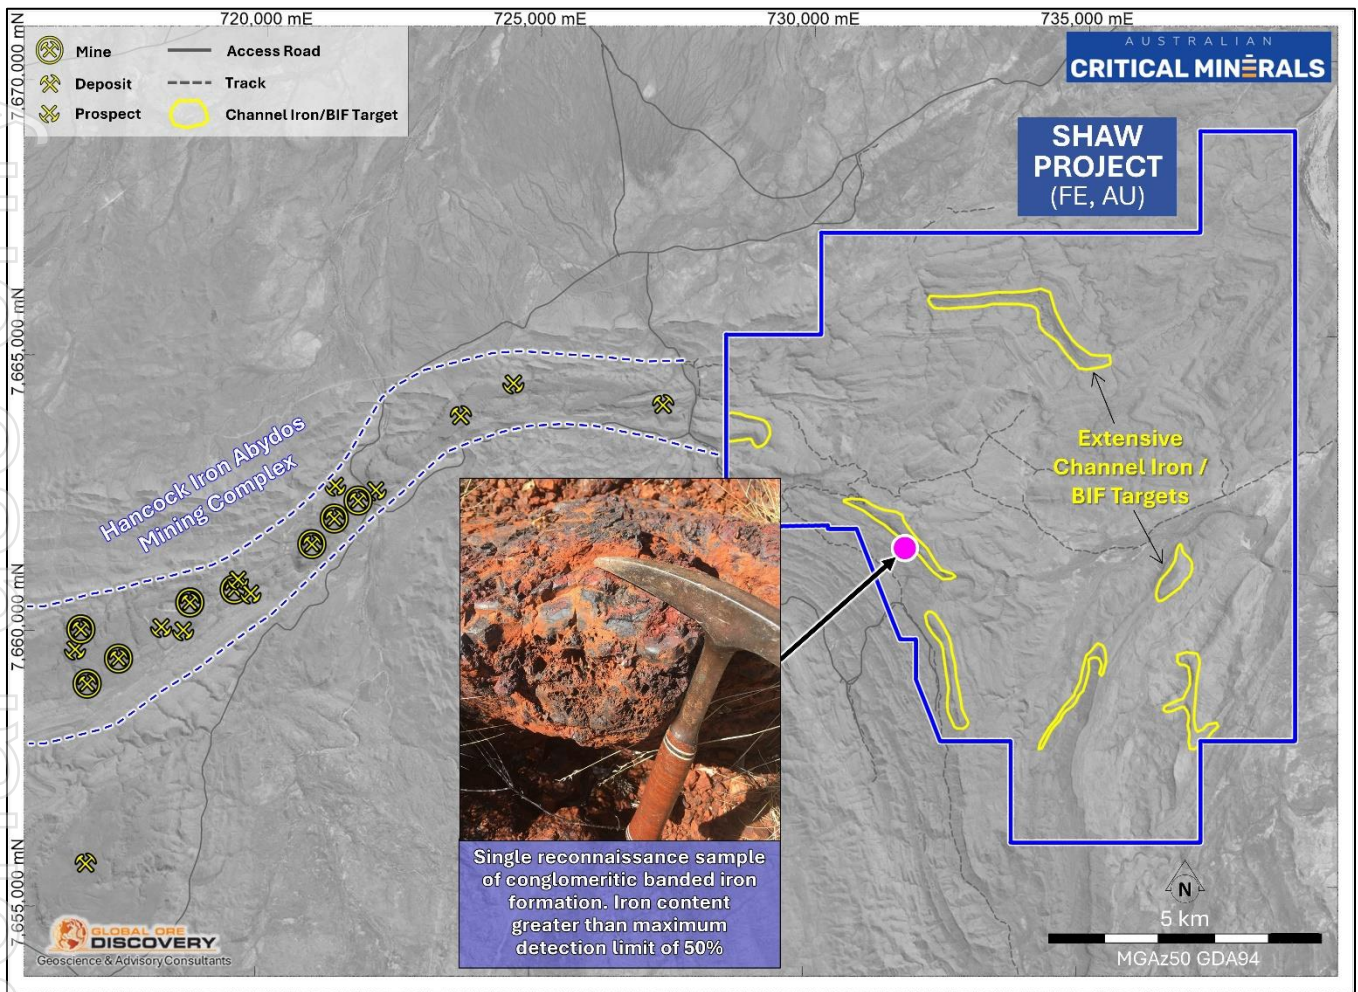 720,000 mE
725,000 mE
730,000 mE
735,000 mE
7,670,000 mN
7,665,000 mN
7,660,000 mN
7,655,000 mN
Mine
Access Road
Deposit
Track
Prospect
Channel Iron/BIF Target
AUSTRALIAN
CRITICAL MINERALS
SHAW
PROJECT
(FE, AU)
Hancock Iron Abydos
Mining Complex
Extensive
Channel Iron /
BIF Targets
Single reconnaissance sample
of conglomeritic banded iron
formation. Iron content
greater than maximum
detection limit of 50%
N
5 km
MGAz50 GDA94
GLOBAL ORE
DISCOVERY
Geoscience & Advisory Consultants